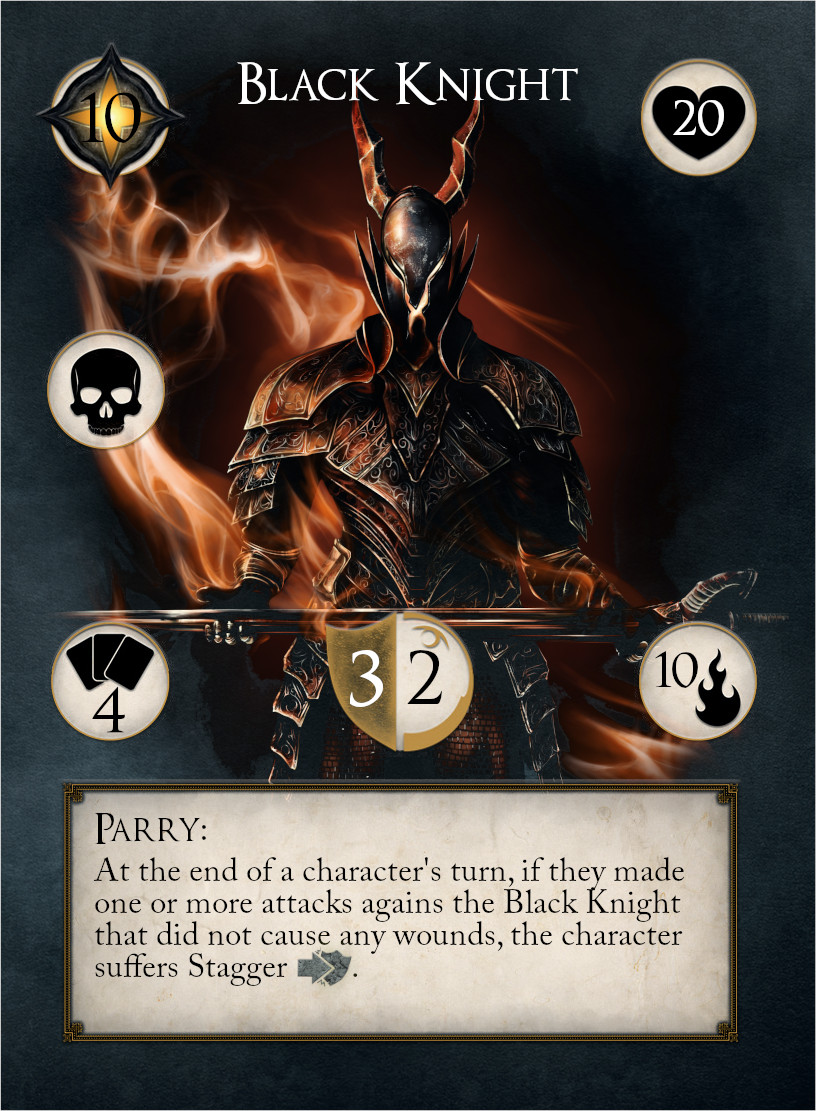 Black Knight
10
20
4
3 2
10
Parry:
At the end of a character's turn, if they made
one or more attacks agains the Black Knight
that did not cause any wounds, the character
suffers Stagger .